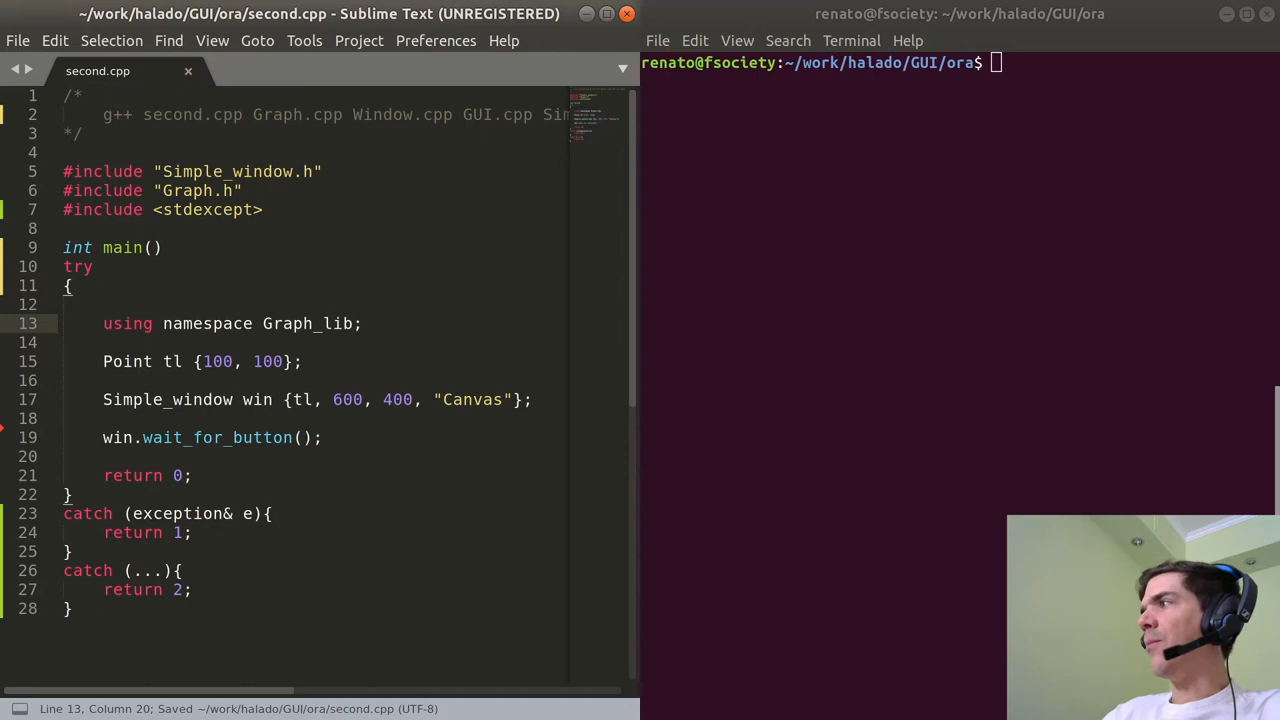 ~/work/halado/GUI/ora/second.cpp - Sublime Text (UNREGISTERED)
File Edit Selection Find View Goto Tools Project Preferences Help
second.cpp
1 /*
2 g++ second.cpp Graph.cpp Window.cpp GUI.cpp Sim
3 */
4
5 #include "Simple_window.h"
6 #include "Graph.h"
7 #include <stdexcept>
8
9 int main()
10 try
11 {
12
13 using namespace Graph_lib;
14
15 Point tl {100, 100};
16
17 Simple_window win {tl, 600, 400, "Canvas"};
18
19 win.wait_for_button();
20
21 return 0;
22 }
23 catch (exception& e){
24 return 1;
25 }
26 catch (...){
27 return 2;
28 }
Line 13, Column 20; Saved ~/work/halado/GUI/ora/second.cpp (UTF-8)
renato@fsociety: ~/work/halado/GUI/ora
File Edit View Search Terminal Help
renato@fsociety:~/work/halado/GUI/ora$